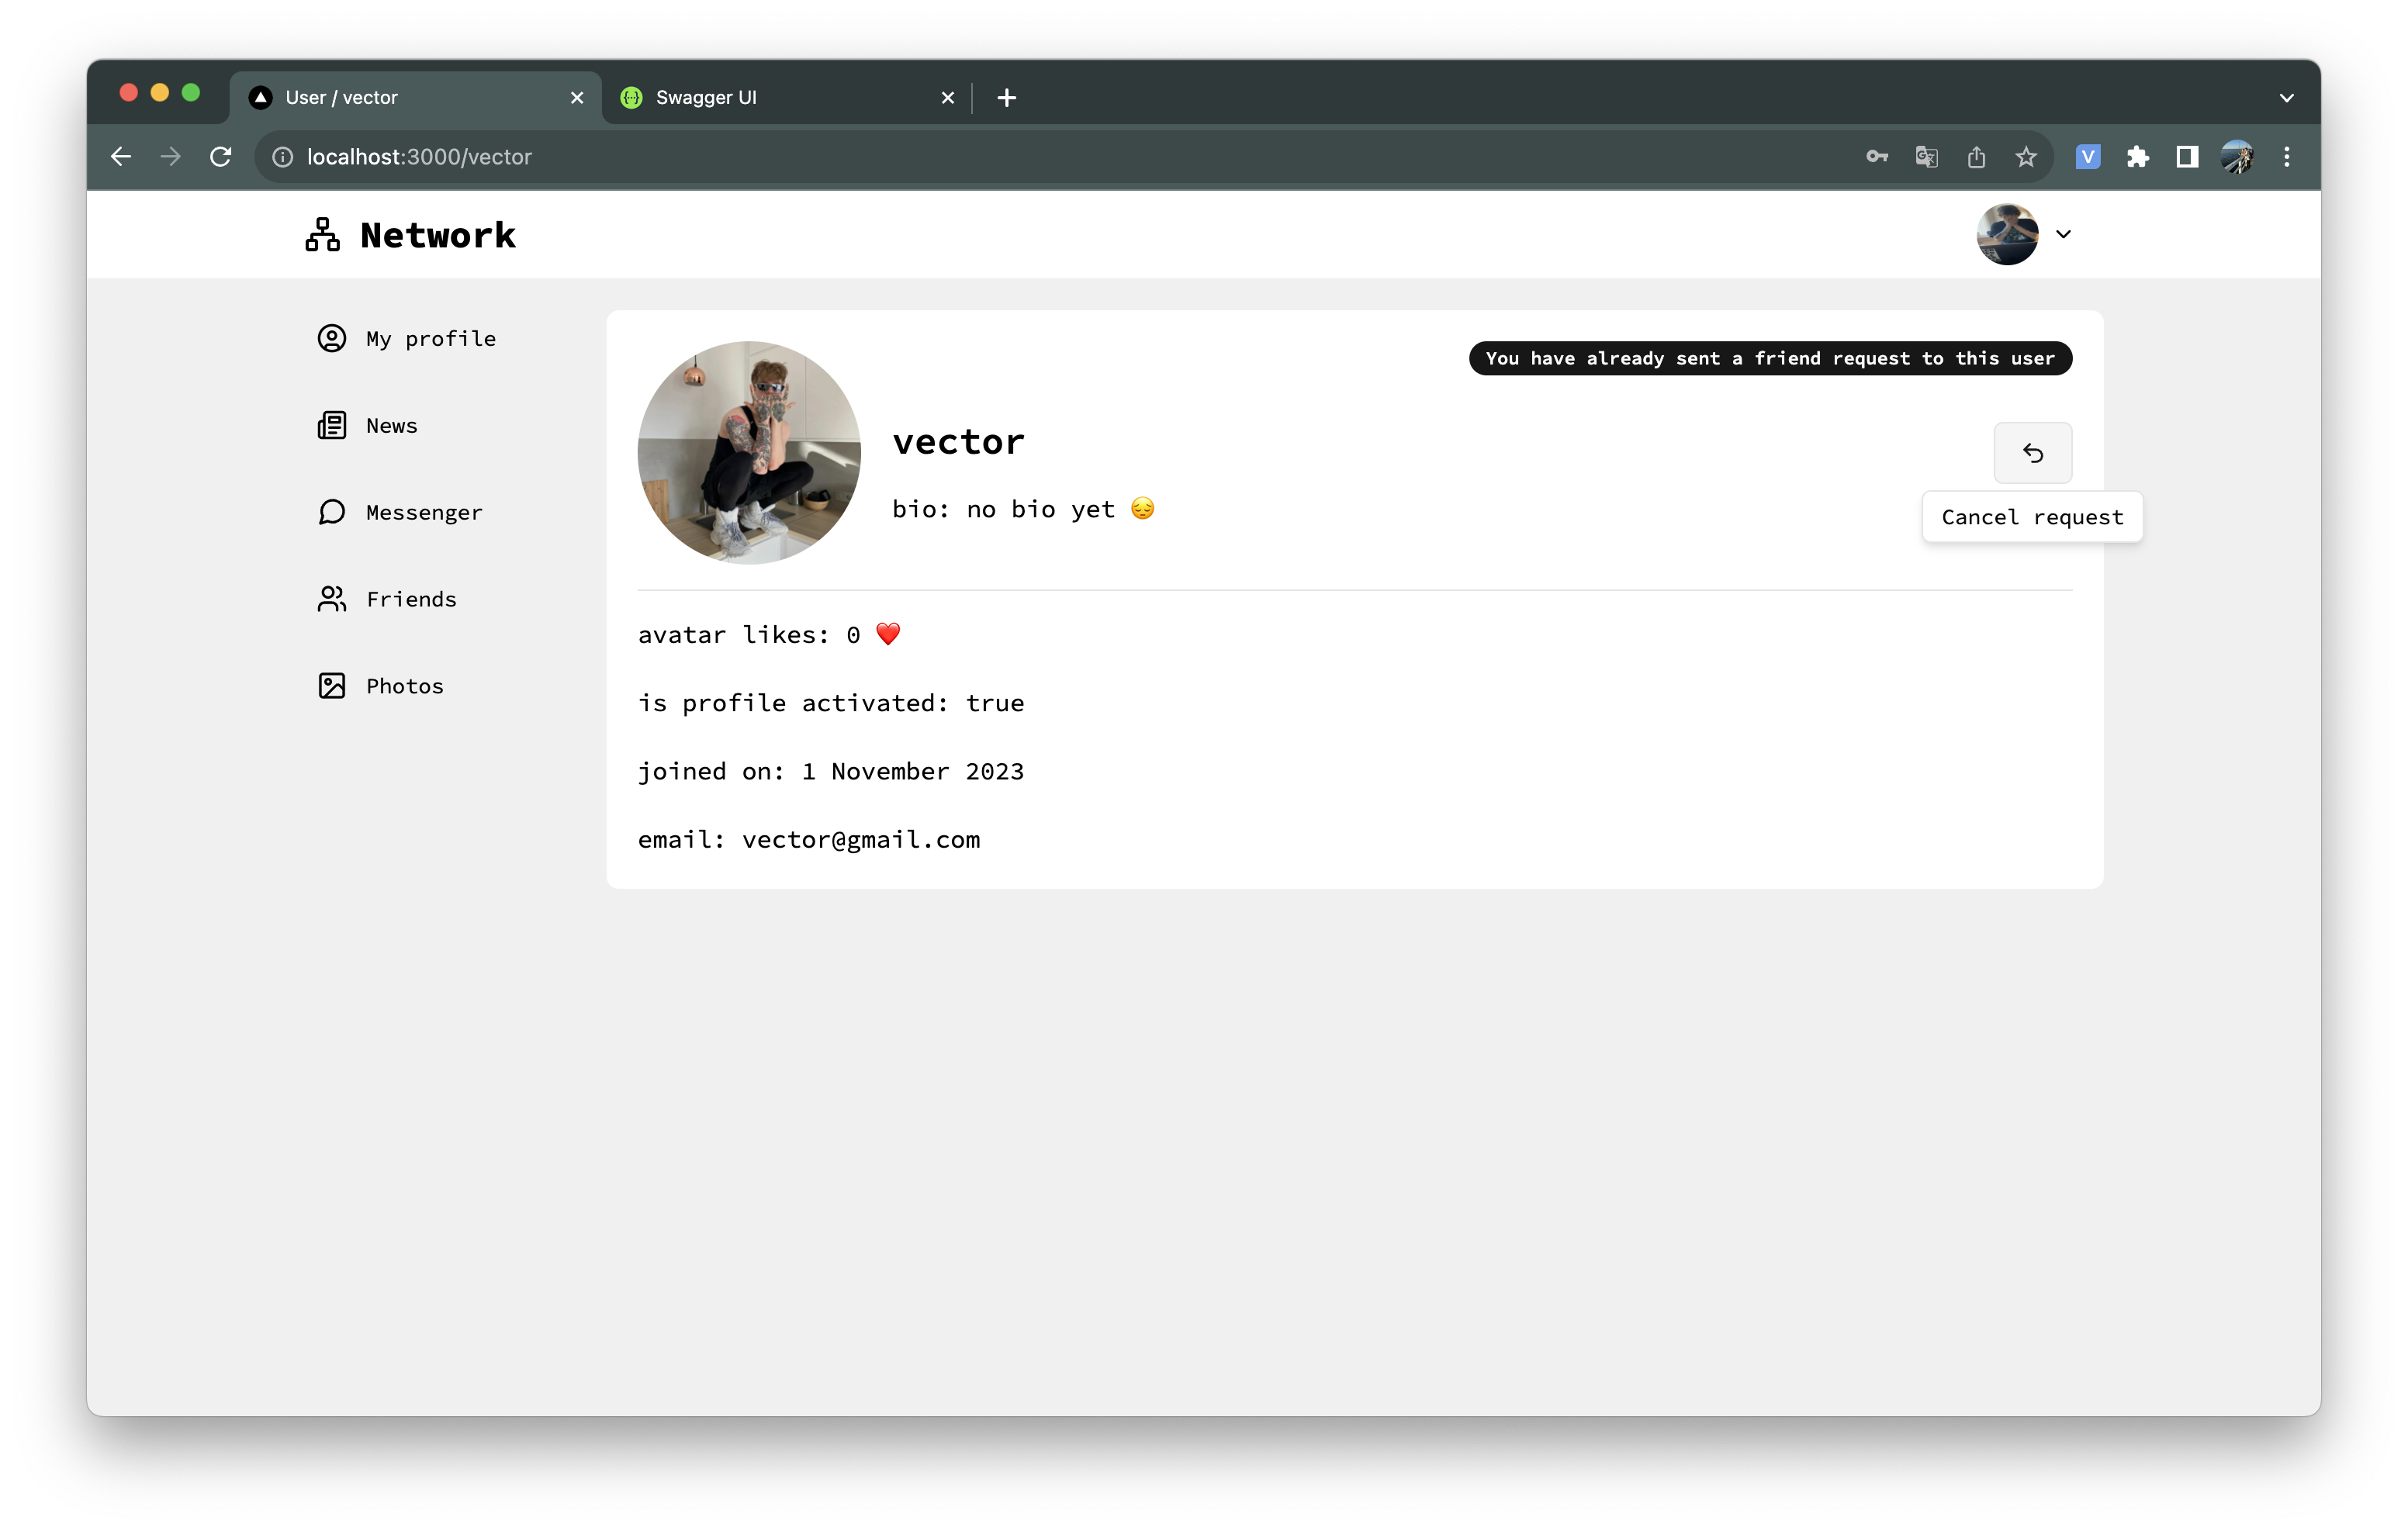 User / vector
Swagger UI
localhost:3000/vector
V
Network
My profile
News
Messenger
Friends
Photos
You have already sent a friend request to this user
vector
bio: no bio yet 😔
Cancel request
avatar likes: 0 ❤️
is profile activated: true
joined on: 1 November 2023
email: vector@gmail.com